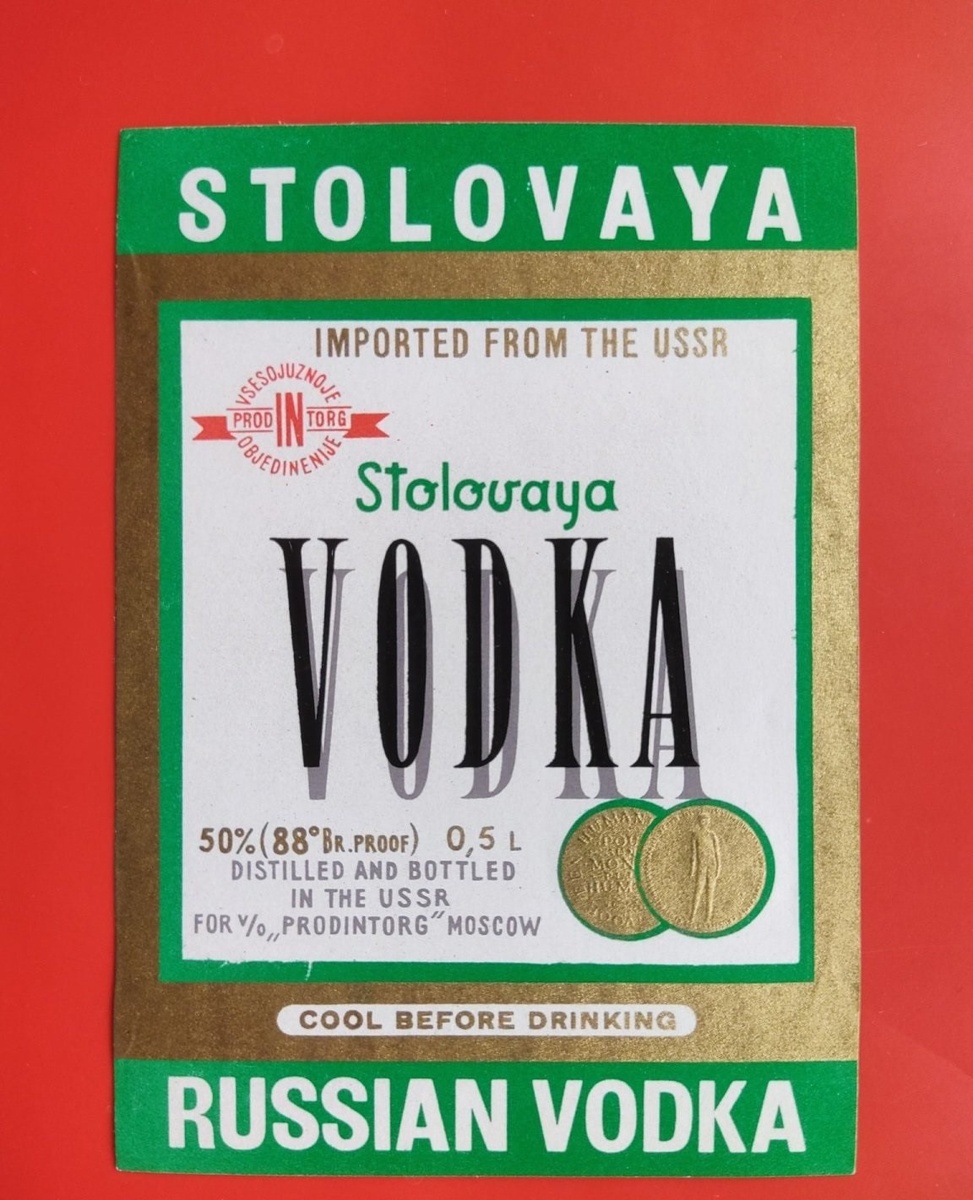 STOLOVAYA
IMPORTED FROM THE USSR
VSESOJUZNOJE
PROD IN TORG
OBJEDINENIJE
Stolovaya
VODKA
50% (88° BR. PROOF) 0,5 L
DISTILLED AND BOTTLED
IN THE USSR
FOR V/O „PRODINTORG” MOSCOW
COOL BEFORE DRINKING
RUSSIAN VODKA